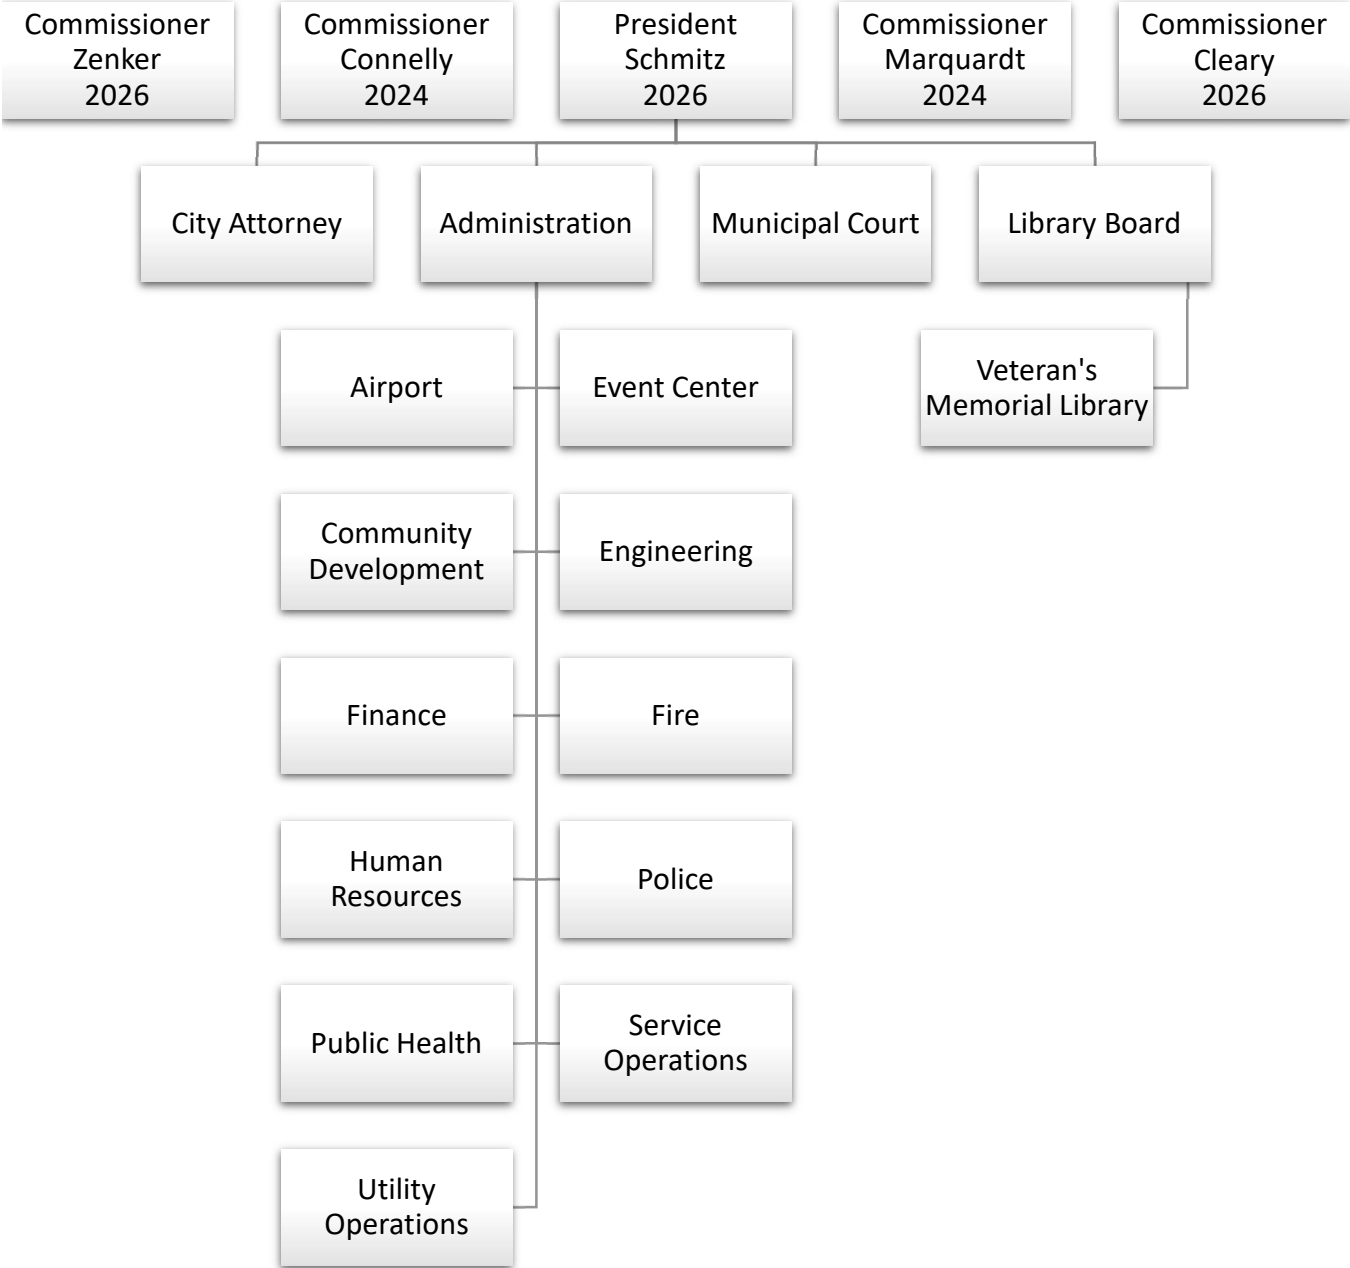 Commissioner
Zenker
2026
Commissioner
Connelly
2024
President
Schmitz
2026
Commissioner
Marquardt
2024
Commissioner
Cleary
2026
City Attorney
Administration
Municipal Court
Library Board
Airport
Event Center
Veteran's
Memorial Library
Community
Development
Engineering
Finance
Fire
Human
Resources
Police
Public Health
Service
Operations
Utility
Operations